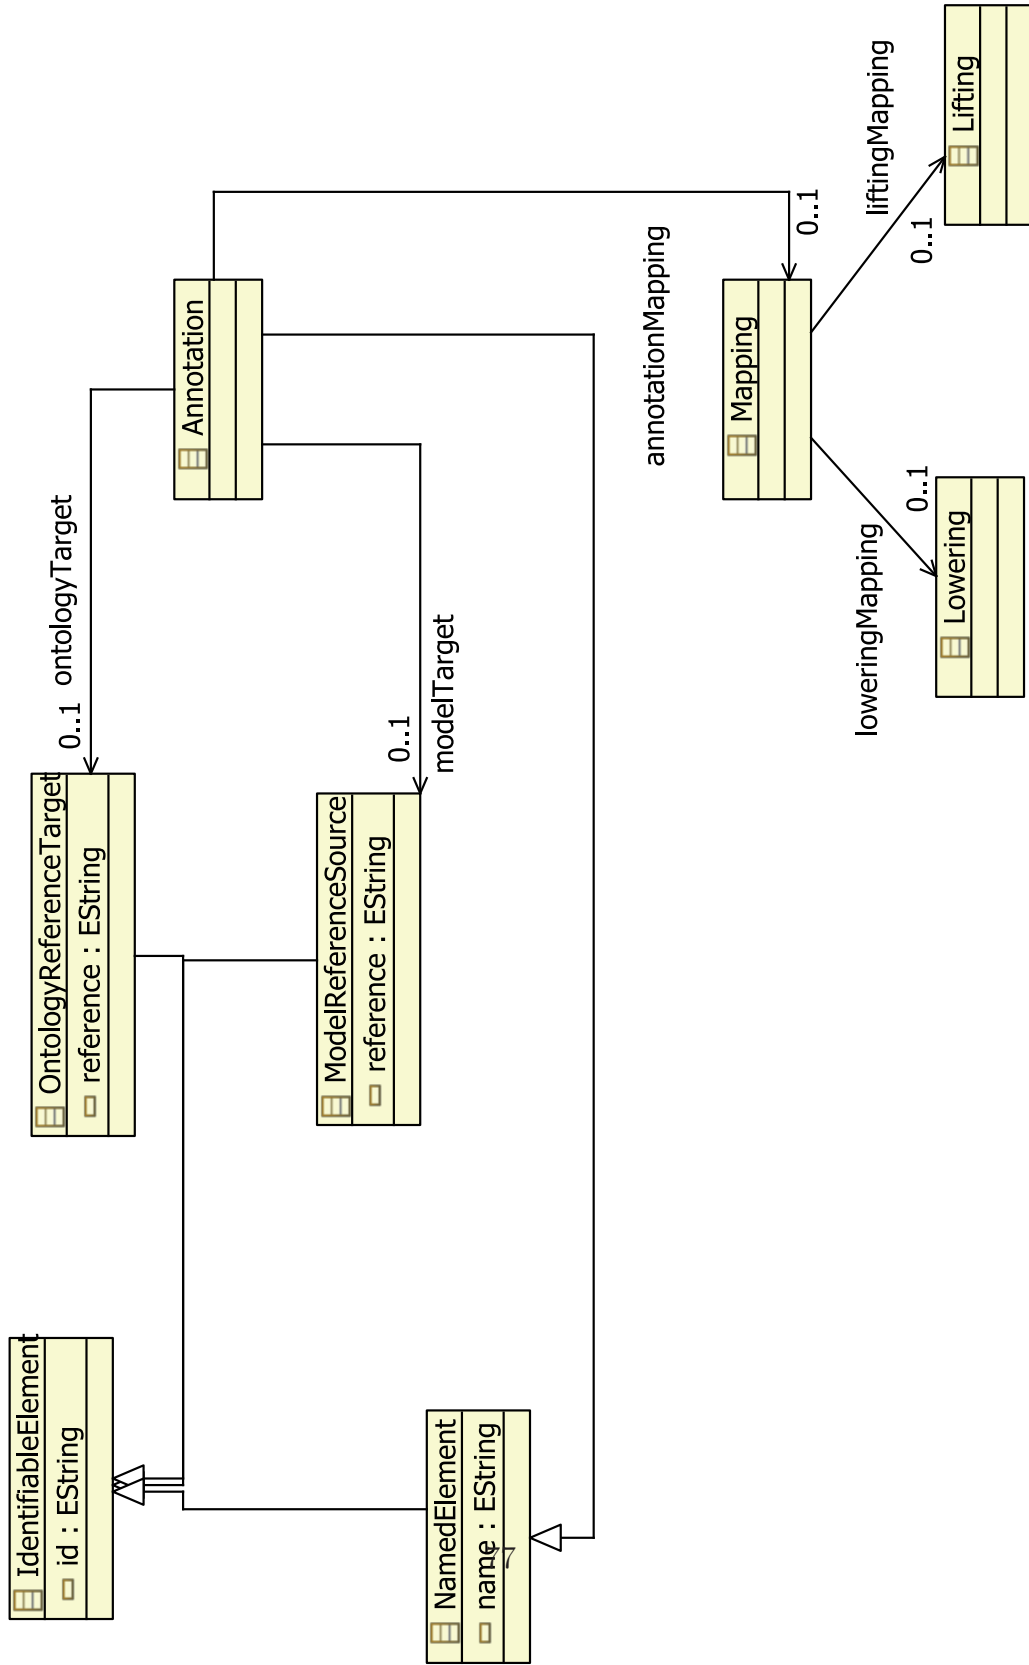 IdentifiableElement
id : EString
OntologyReferenceTarget
reference : EString
0..1
ontologyTarget
Annotation
ModelReferenceSource
reference : EString
0..1
modelTarget
NamedElement
name : EString
77
annotationMapping
Mapping
0..1
loweringMapping
0..1
Lowering
liftingMapping
0..1
Lifting